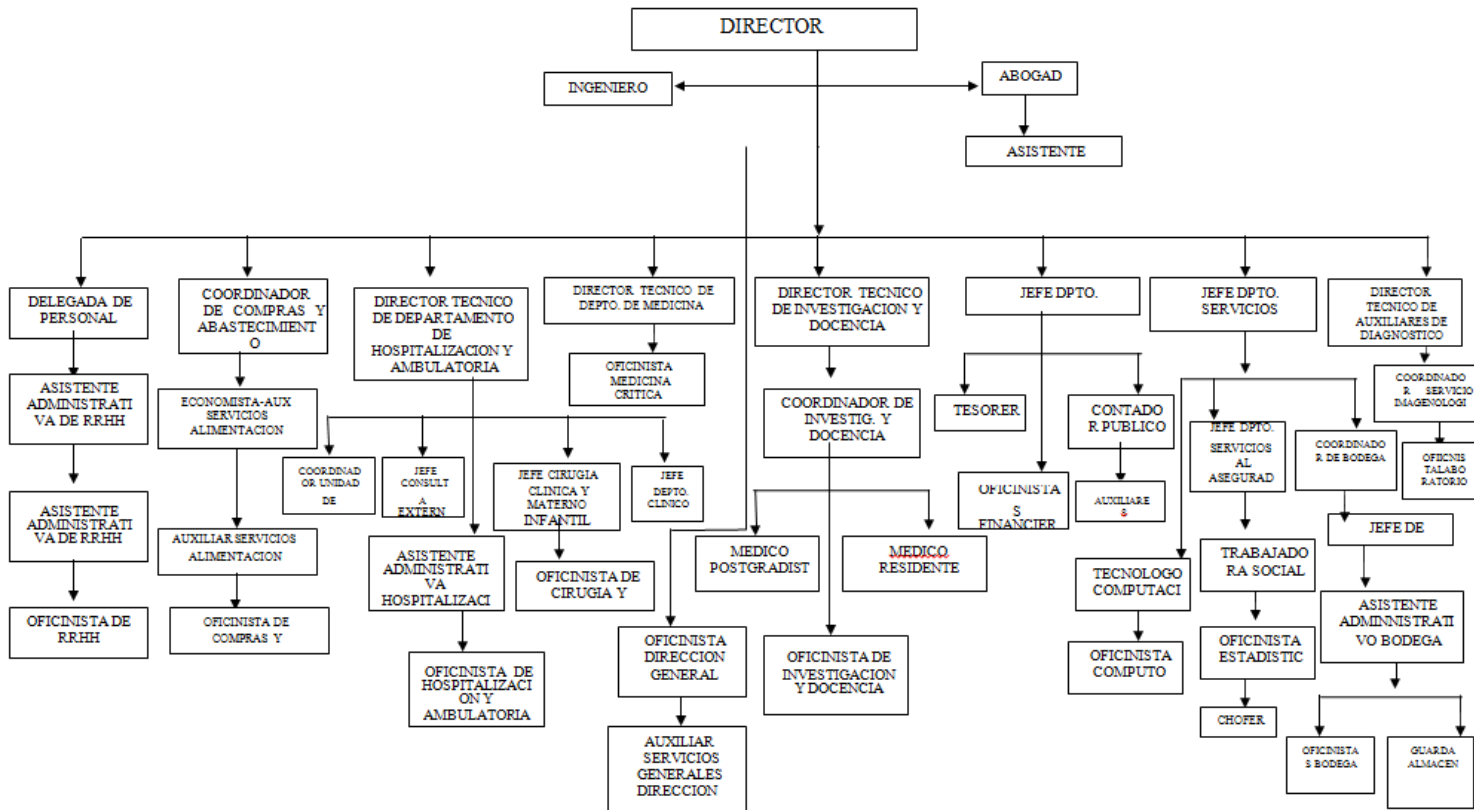 DIRECTOR
INGENIERO
ABOGAD
ASISTENTE
DELEGADA DE
PERSONAL
ASISTENTE
ADMINISTRATI
VA DE RRHH
ASISTENTE
ADMINISTRATI
VA DE RRHH
OFICINISTA DE
RRHH
COORDINADOR
DE COMPRAS Y
ABASTECIMIENT
O
ECONOMISTA-AUX
SERVICIOS
ALIMENTACION
AUXILIAR SERVICIOS
ALIMENTACION
OFICINISTA DE
COMPRAS Y
DIRECTOR TECNICO
DE DEPARTAMENTO
DE
HOSPITALIZACION Y
AMBULATORIA
COORDINAD
OR UNIDAD
DE
JEFE
CONSULT
A
EXTERN
JEFE CIRUGIA
CLINICA Y
MATERNO
INFANTIL
JEFE
DEPTO.
CLINICO
ASISTENTE
ADMINISTRATI
VA
HOSPITALIZACI
OFICINISTA DE
CIRUGIA Y
OFICINISTA DE
HOSPITALIZACI
ON Y
AMBULATORIA
DIRECTOR TECNICO DE
DEPTO. DE MEDICINA
OFICINISTA
MEDICINA
CRITICA
DIRECTOR TECNICO
DE INVESTIGACION Y
DOCENCIA
COORDINADOR DE
INVESTIG. Y
DOCENCIA
MEDICO
POSTGRADIST
MEDICO
RESIDENTE
OFICINISTA
DIRECCION
GENERAL
AUXILIAR
SERVICIOS
GENERALES
DIRECCION
OFICINISTA DE
INVESTIGACION
Y DOCENCIA
JEFE DPTO.
TESORER
CONTADO
R PUBLICO
OFICINISTA
S
FINANCIER
AUXILIARE
S
JEFE DPTO.
SERVICIOS
JEFE DPTO.
SERVICIOS
AL
ASEGURAD
COORDINADO
R DE BODEGA
TECNOLOGO
COMPUTACI
OFICINISTA
COMPUTO
TRABAJADO
RA SOCIAL
OFICINISTA
ESTADISTIC
CHOFER
JEFE DE
ASISTENTE
ADMINNISTRATI
VO BODEGA
OFICINISTA
S BODEGA
GUARDA
ALMACEN
DIRECTOR
TECNICO DE
AUXILIARES DE
DIAGNOSTICO
COORDINADO
R SERVICIO
IMAGENOLOGI
OFIICNIS
TALABO
RATORIO